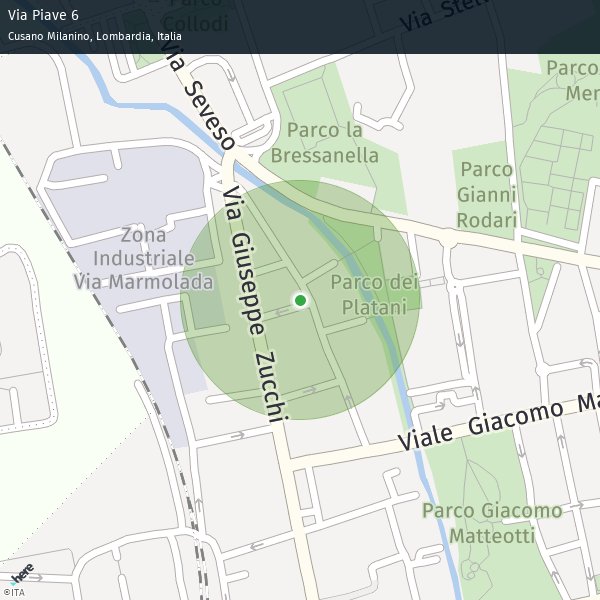 Via Piave 6
Cusano Milanino, Lombardia, Italia
Parco
Collodi
Via Stel
Via Seveso
Parco la
Bressanella
Parco
Mer
Parco
Gianni
Rodari
Zona
Industriale
Via Marmolada
Via Giuseppe Zucchi
Parco dei
Platani
Viale Giacomo Ma
Parco Giacomo
Matteotti
here
©ITA